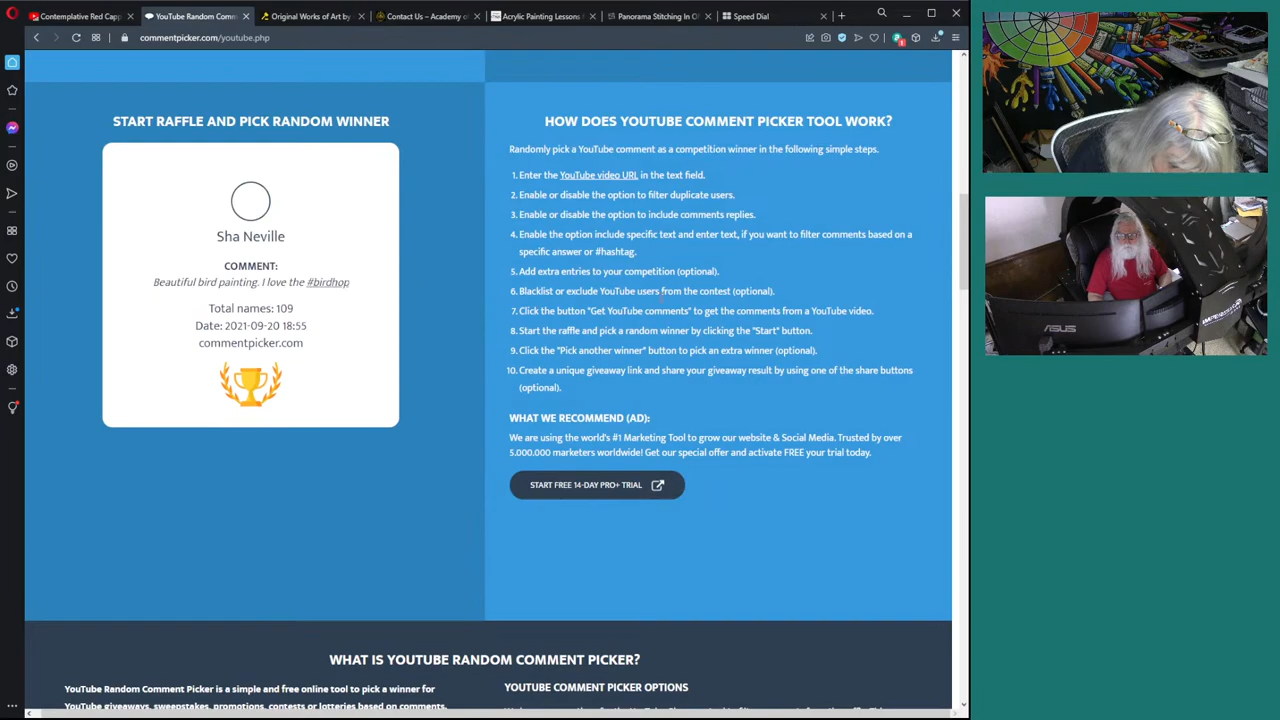 Contemplative Red Capp
YouTube Random Comm
Original Works of Art by
Contact Us – Academy o
Acrylic Painting Lessons
Panorama Stitching In O
Speed Dial
commentpicker.com/youtube.php
START RAFFLE AND PICK RANDOM WINNER
Sha Neville
COMMENT:
Beautiful bird painting. I love the #birdhop
Total names: 109
Date: 2021-09-20 18:55
commentpicker.com
HOW DOES YOUTUBE COMMENT PICKER TOOL WORK?
Randomly pick a YouTube comment as a competition winner in the following simple steps.
1. Enter the YouTube video URL in the text field.
2. Enable or disable the option to filter duplicate users.
3. Enable or disable the option to include comments replies.
4. Enable the option include specific text and enter text, if you want to filter comments based on a
specific answer or #hashtag.
5. Add extra entries to your competition (optional).
6. Blacklist or exclude YouTube users from the contest (optional).
7. Click the button "Get YouTube comments" to get the comments from a YouTube video.
8. Start the raffle and pick a random winner by clicking the "Start" button.
9. Click the "Pick another winner" button to pick an extra winner (optional).
10. Create a unique giveaway link and share your giveaway result by using one of the share buttons
(optional).
WHAT WE RECOMMEND (AD):
We are using the world's #1 Marketing Tool to grow our website & Social Media. Trusted by over
5.000.000 marketers worldwide! Get our special offer and activate FREE your trial today.
START FREE 14-DAY PRO+ TRIAL
WHAT IS YOUTUBE RANDOM COMMENT PICKER?
YouTube Random Comment Picker is a simple and free online tool to pick a winner for
YouTube giveaways, sweepstakes, promotions, contests or lotteries based on comments.
YOUTUBE COMMENT PICKER OPTIONS
ASUS